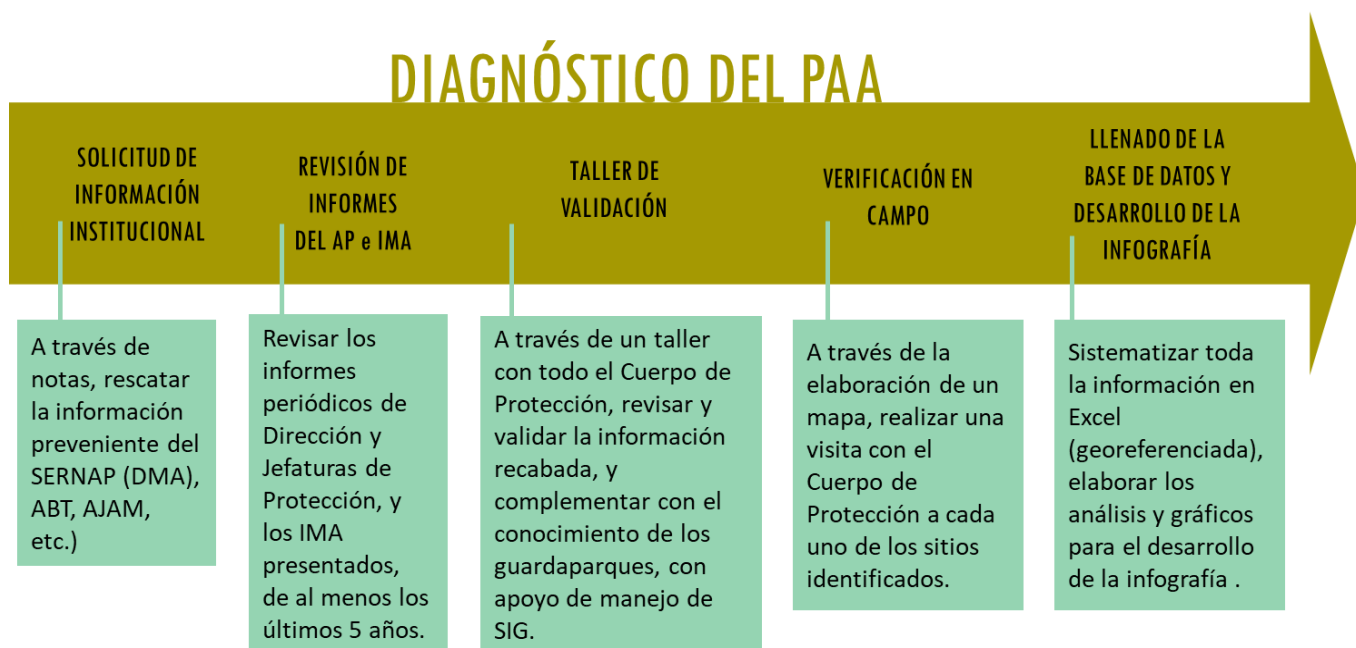 DIAGNÓSTICO DEL PAA
SOLICITUD DE
INFORMACIÓN
INSTITUCIONAL
REVISIÓN DE
INFORMES
DEL AP e IMA
TALLER DE
VALIDACIÓN
VERIFICACIÓN EN
CAMPO
LLENADO DE LA
BASE DE DATOS Y
DESARROLLO DE LA
INFOGRAFÍA
A través de
notas, rescatar
la información
preveniente del
SERNAP (DMA),
ABT, AJAM,
etc.)
Revisar los
informes
periódicos de
Dirección y
Jefaturas de
Protección, y
los IMA
presentados,
de al menos los
últimos 5 años.
A través de un taller
con todo el Cuerpo de
Protección, revisar y
validar la información
recabada, y
complementar con el
conocimiento de los
guardaparques, con
apoyo de manejo de
SIG.
A través de la
elaboración de un
mapa, realizar una
visita con el
Cuerpo de
Protección a cada
uno de los sitios
identificados.
Sistematizar toda
la información en
Excel
(georeferenciada),
elaborar los
análisis y gráficos
para el desarrollo
de la infografía .